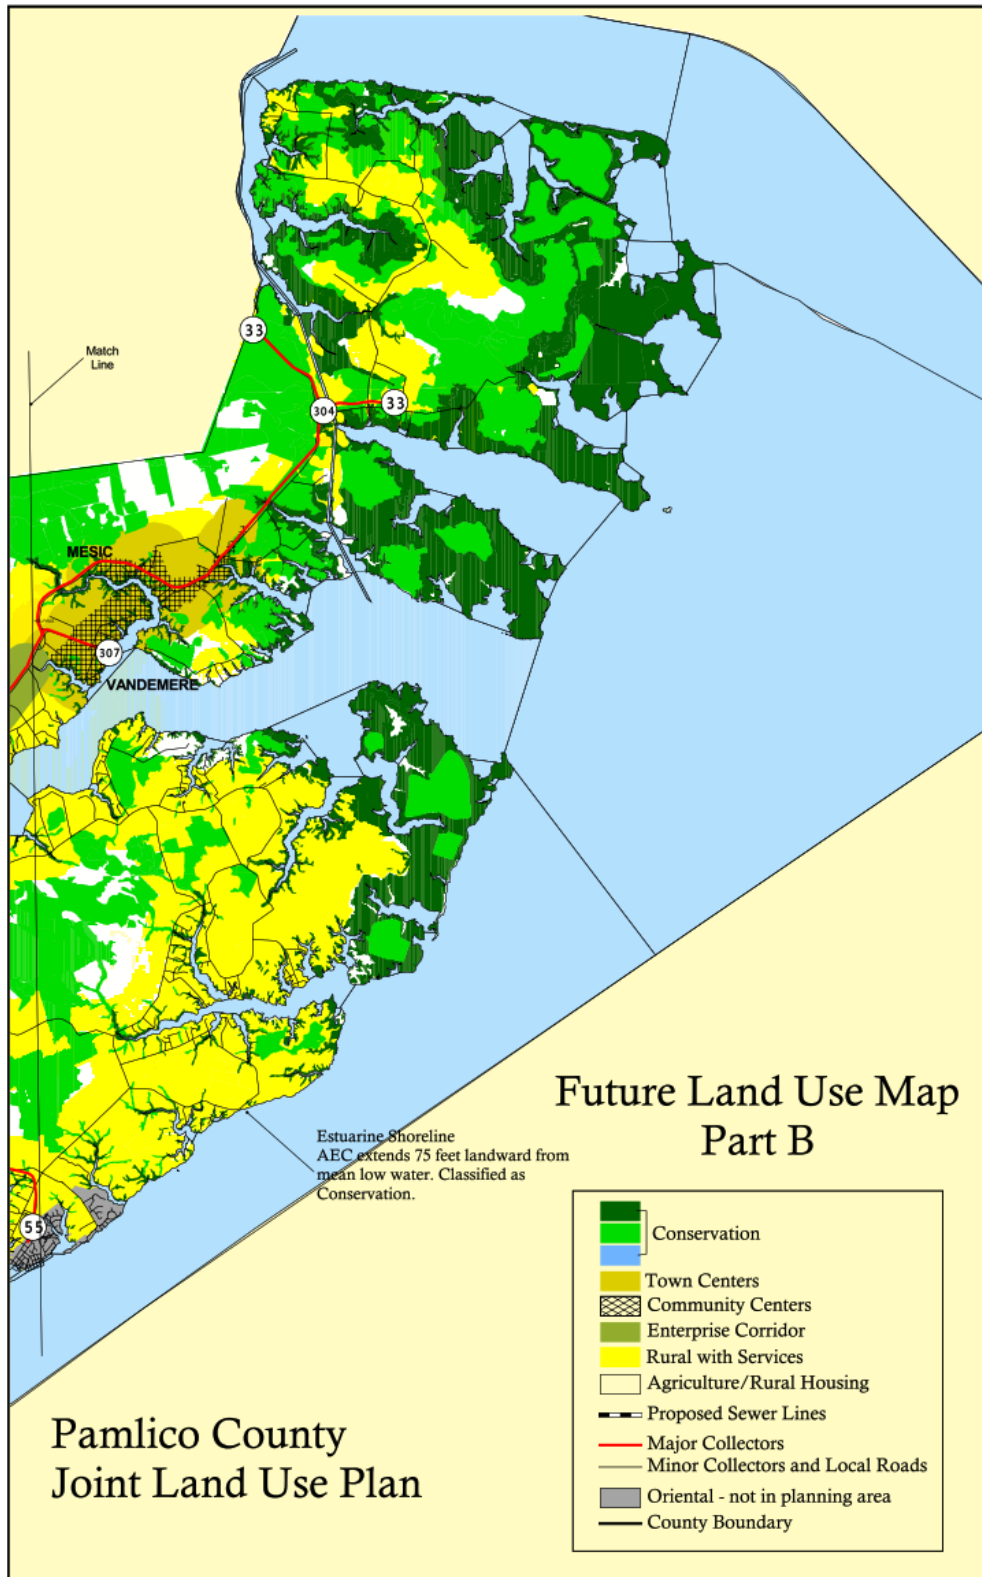 33
Match
Line
33
304
MESIC
307
VANDEMERE
Future Land Use Map
Part B
Estuarine Shoreline
AEC extends 75 feet landward from
mean low water. Classified as
Conservation.
55
Conservation
Town Centers
Community Centers
Enterprise Corridor
Rural with Services
Agriculture/Rural Housing
Proposed Sewer Lines
Major Collectors
Minor Collectors and Local Roads
Oriental - not in planning area
County Boundary
Pamlico County
Joint Land Use Plan